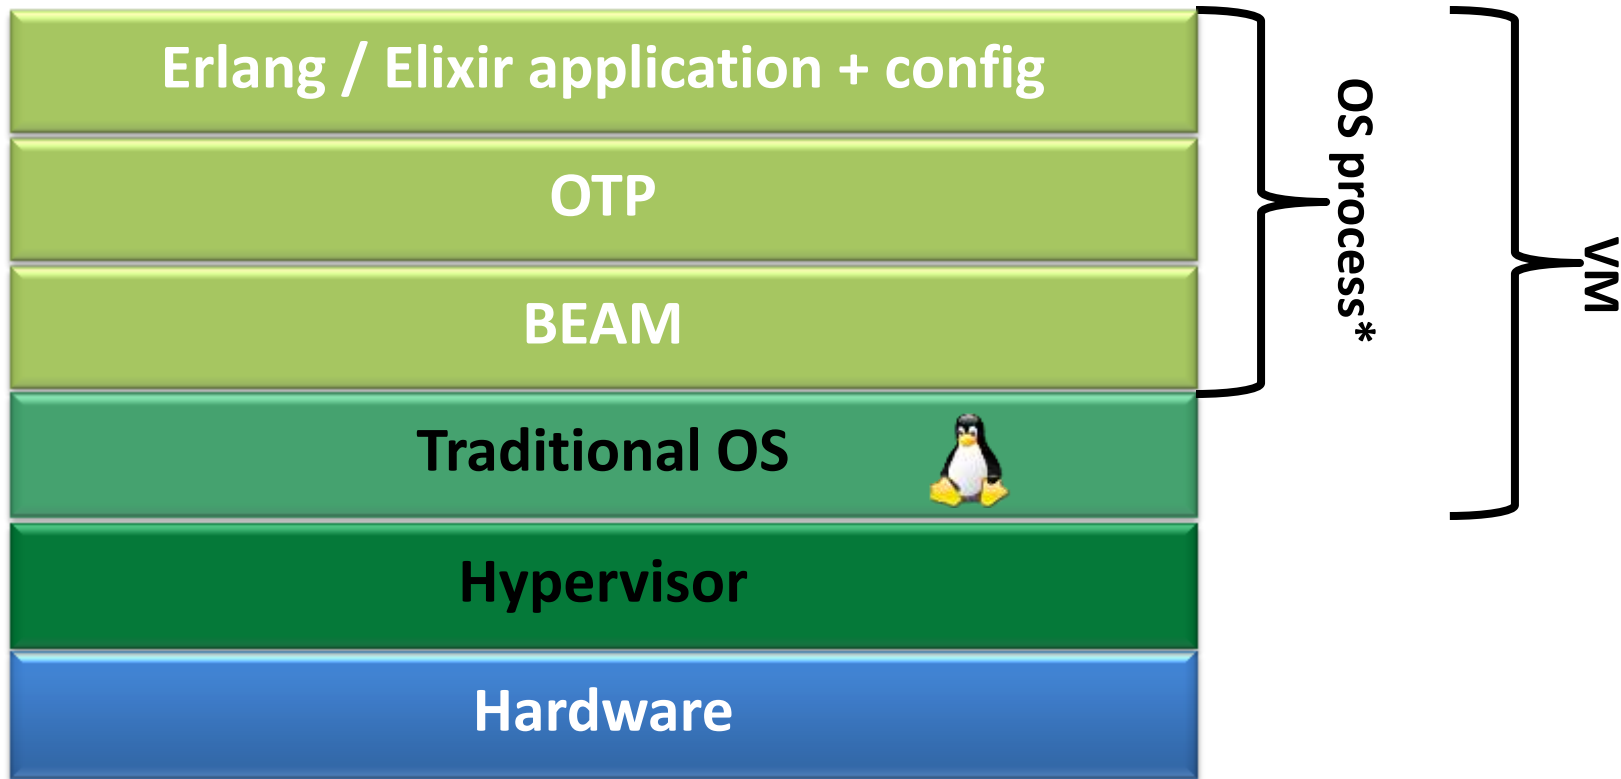 Erlang / Elixir application + config
OTP
BEAM
Traditional OS
Hypervisor
Hardware
OS process*
VM